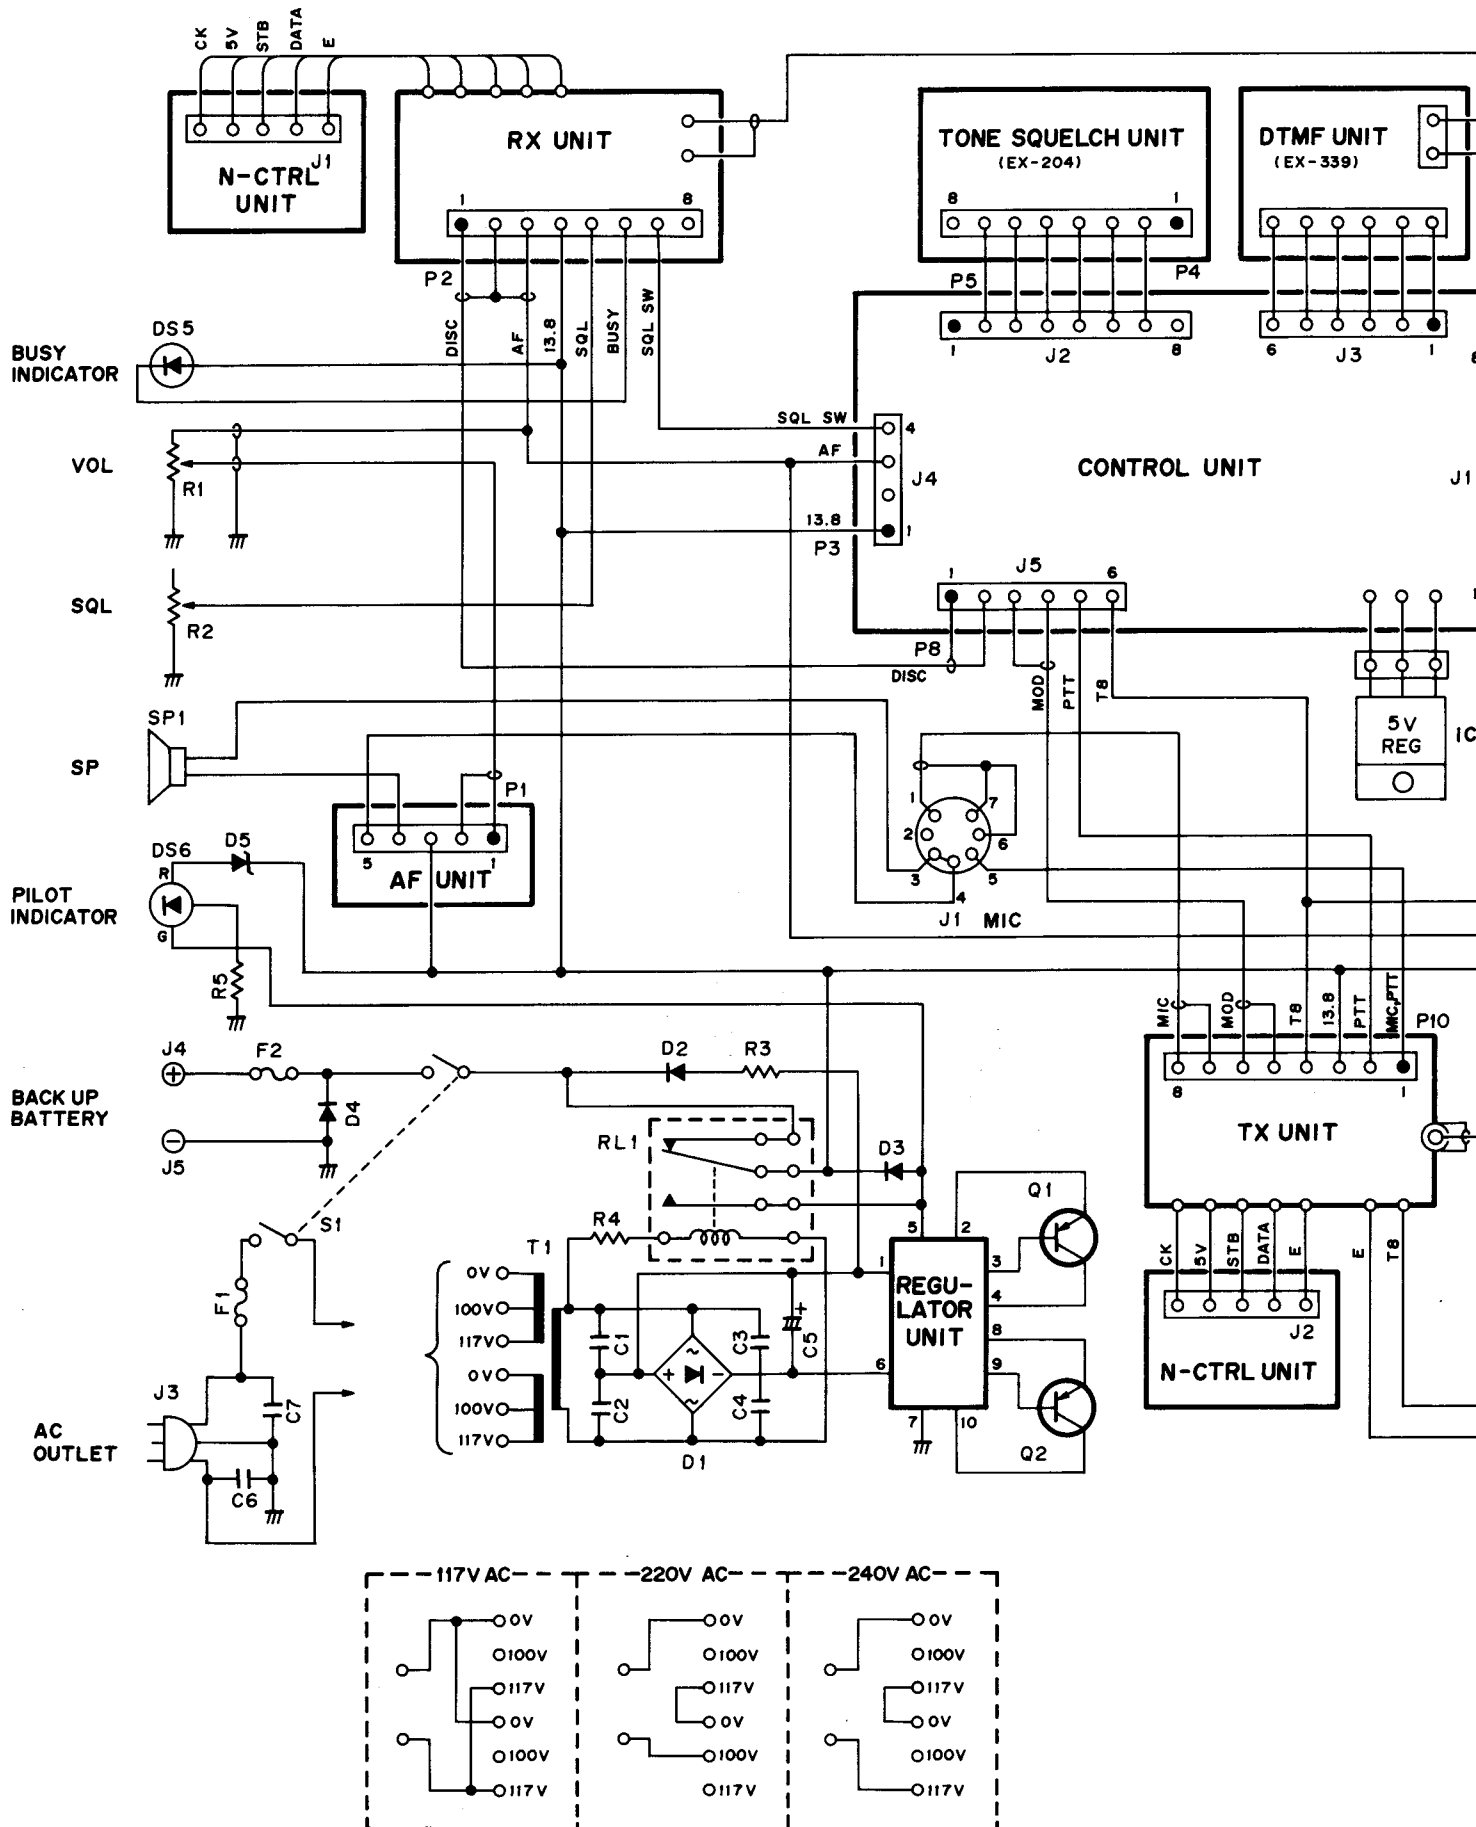 CK 5V STB DATA E
J1
N-CTRL
UNIT
RX UNIT
1 8
P2
DISC AF 13.8 SQL BUSY SQL SW
TONE SQUELCH UNIT
(EX-204)
8 1
P5 P4
1 J2 8
DTMF UNIT
(EX-339)
6 J3 1
DS5
BUSY
INDICATOR
VOL
R1
SQL
R2
SQL SW 4
AF
J4
13.8 1
P3
CONTROL UNIT
J1
1 J5 6
P8
DISC
MOD PTT T8
5V
REG
IC
SP1
SP
P1
5 1
AF UNIT
DS6 D5
R
G
R5
PILOT
INDICATOR
1 7
2 6
3 5
4
J1 MIC
MIC MOD T8 13.8 PTT MIC,PTT
P10
8 1
TX UNIT
J4 F2
BACK UP
BATTERY
D4
J5
D2 R3
RL1
D3
S1
R4
T1
F1
J3
AC
OUTLET
C7
C6
0V
100V
117V
0V
100V
117V
C1 C3 C5
C2 C4
D1
5 2
1 3
REGU-
LATOR
UNIT
4
8
6 9
7 10
Q1
Q2
CK 5V STB DATA E E T8
J2
N-CTRL UNIT
117V AC 220V AC 240V AC
0V 0V 0V
100V 100V 100V
117V 117V 117V
0V 0V 0V
100V 100V 100V
117V 117V 117V